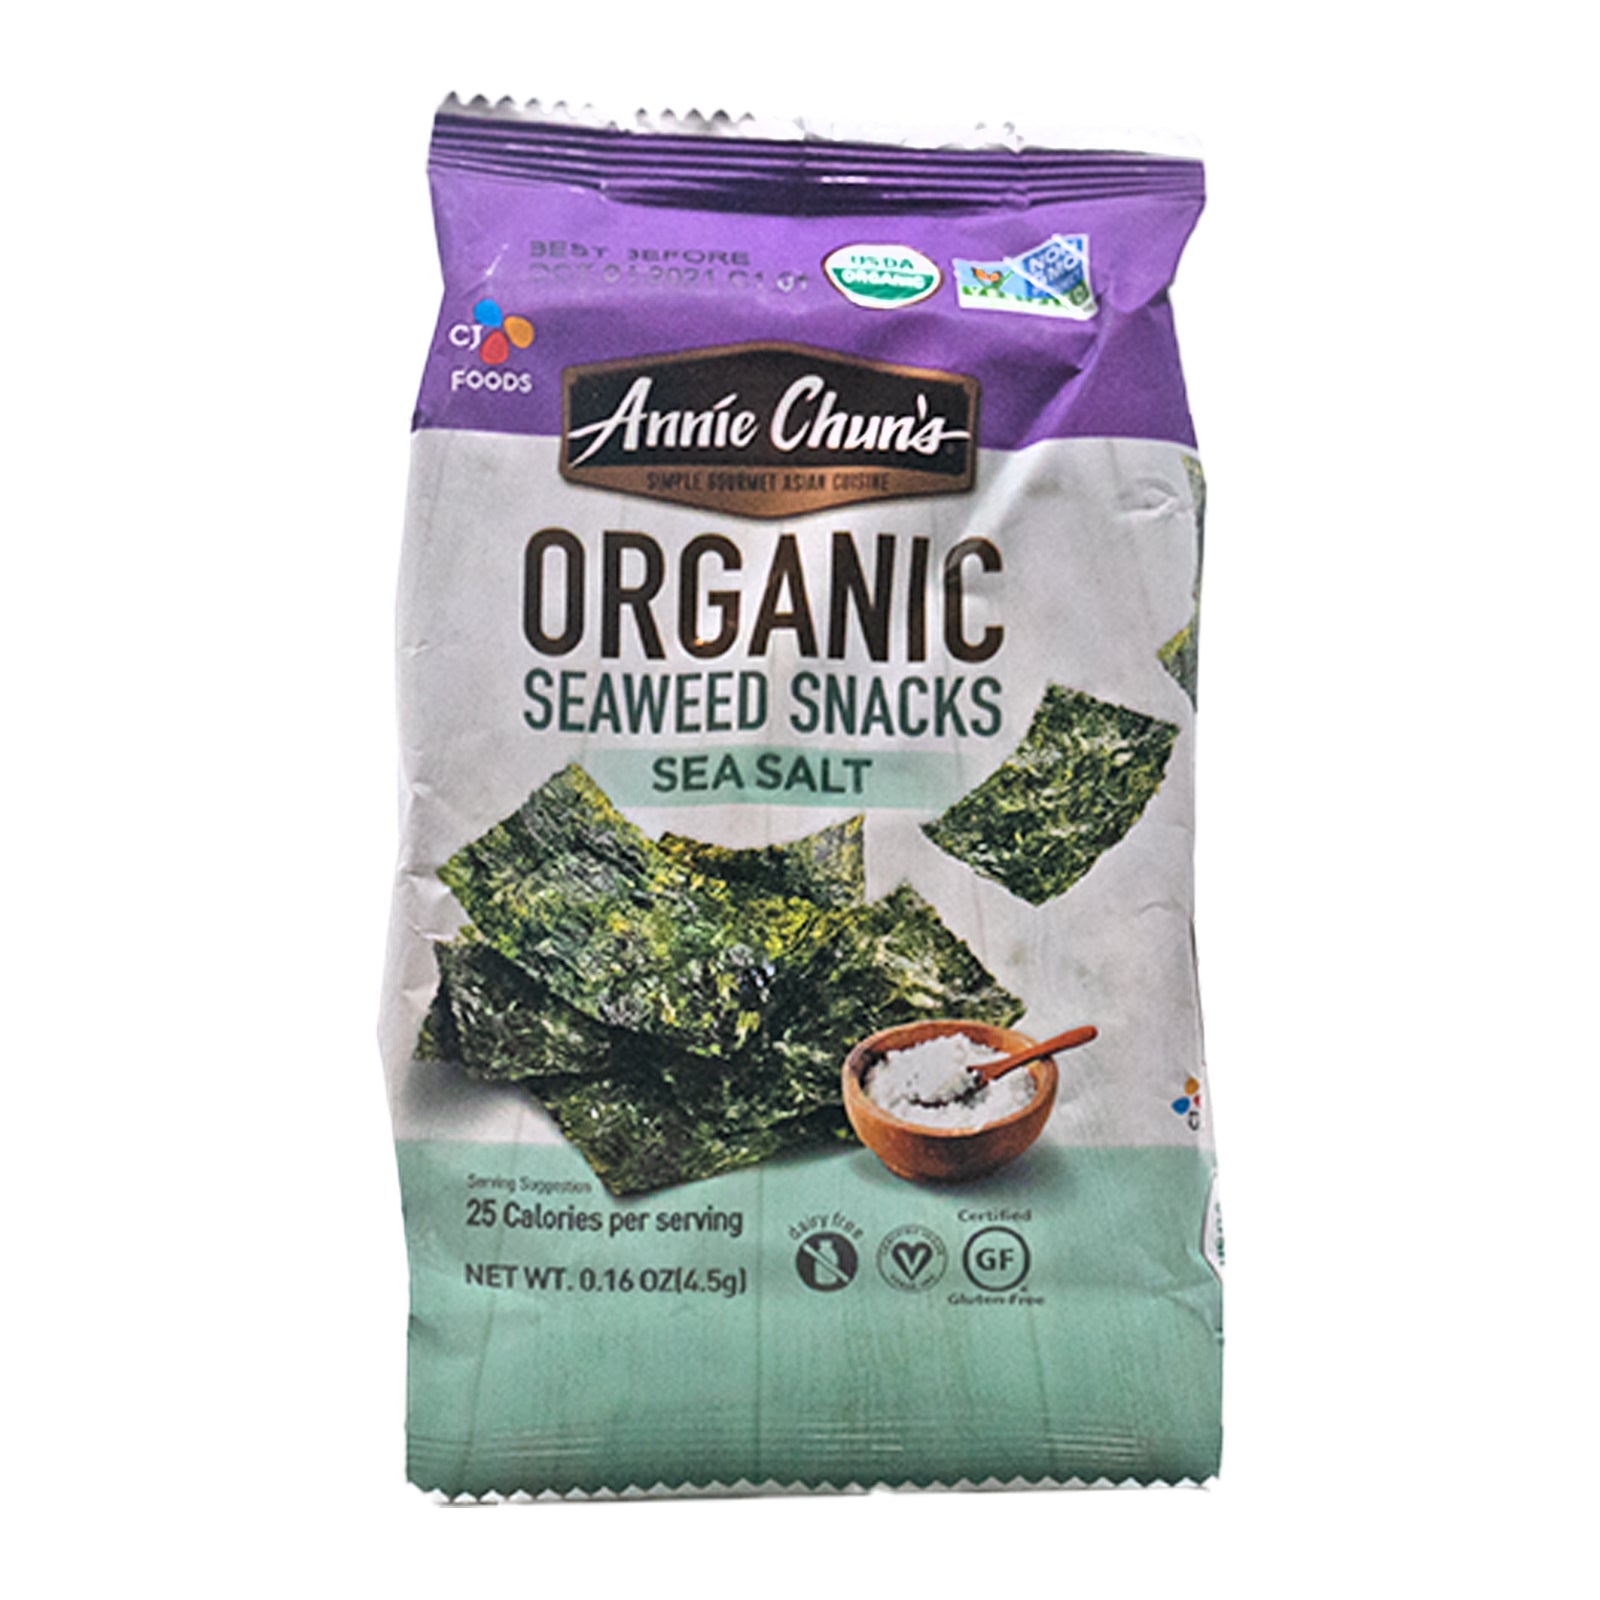 BEST BEFORE
2021
USDA
ORGANIC
NON
GMO
CJ
FOODS
Annie Chun's
SIMPLE GOURMET ASIAN CUISINE
ORGANIC
SEAWEED SNACKS
SEA SALT
Serving Suggestion
25 Calories per serving
NET WT. 0.16 OZ(4.5g)
dairy free
Certified
GF
Gluten-Free